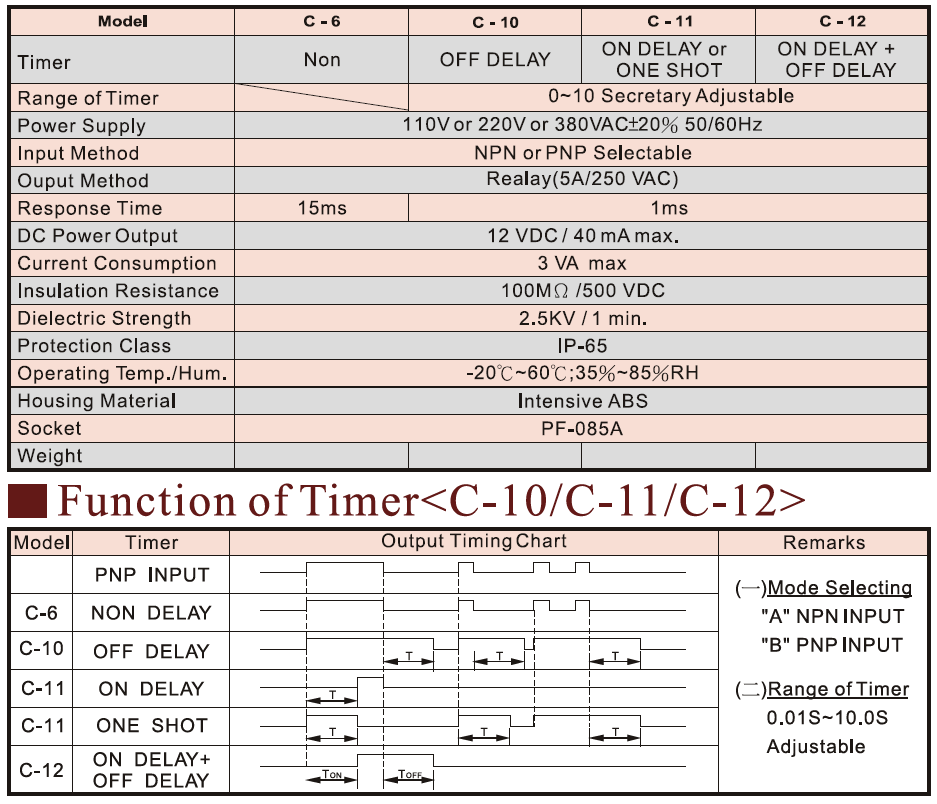 Model C - 6 C - 10 C - 11 C - 12
Timer Non OFF DELAY ON DELAY or ONE SHOT ON DELAY + OFF DELAY
Range of Timer 0~10 Secretary Adjustable
Power Supply 110V or 220V or 380VAC±20% 50/60Hz
Input Method NPN or PNP Selectable
Ouput Method Realay(5A/250 VAC)
Response Time 15ms 1ms
DC Power Output 12 VDC / 40 mA max.
Current Consumption 3 VA max
Insulation Resistance 100MΩ /500 VDC
Dielectric Strength 2.5KV / 1 min.
Protection Class IP-65
Operating Temp./Hum. -20℃~60℃;35%~85%RH
Housing Material Intensive ABS
Socket PF-085A
Weight
Function of Timer<C-10/C-11/C-12>
Model Timer Output Timing Chart Remarks
PNP INPUT
C-6 NON DELAY
C-10 OFF DELAY T T T
C-11 ON DELAY T
C-11 ONE SHOT T T T
C-12 ON DELAY+ OFF DELAY TON TOFF
(一)Mode Selecting
"A" NPN INPUT
"B" PNP INPUT
(二)Range of Timer
0.01S~10.0S
Adjustable